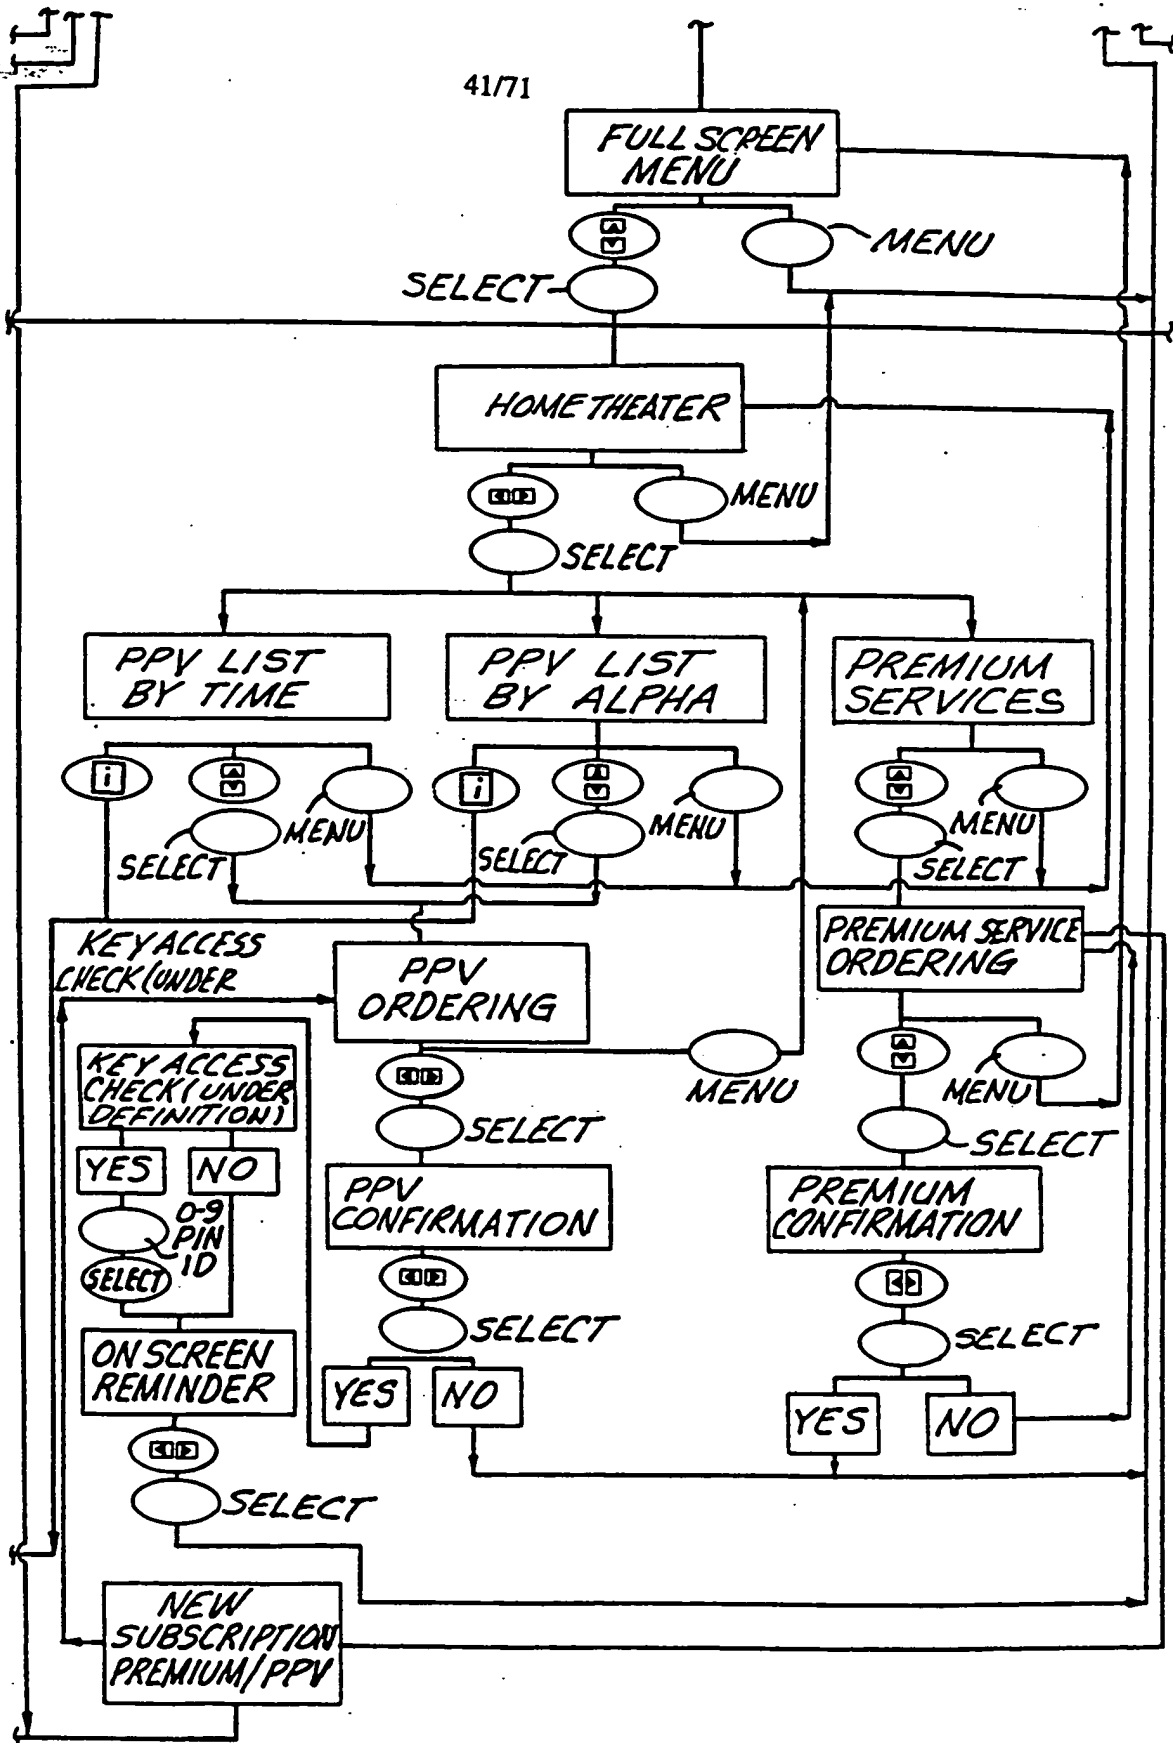 41/71
FULL SCREEN
MENU
MENU
SELECT
HOME THEATER
MENU
SELECT
PPV LIST
BY TIME
PPV LIST
BY ALPHA
PREMIUM
SERVICES
i
i
MENU
SELECT
MENU
SELECT
MENU
SELECT
KEY ACCESS
CHECK (UNDER
PPV
ORDERING
PREMIUM SERVICE
ORDERING
KEY ACCESS
CHECK (UNDER
DEFINITION)
MENU
MENU
SELECT
SELECT
YES
NO
0-9
PIN
ID
SELECT
PPV
CONFIRMATION
PREMIUM
CONFIRMATION
SELECT
SELECT
ON SCREEN
REMINDER
YES
NO
YES
NO
SELECT
NEW
SUBSCRIPTION
PREMIUM/PPV